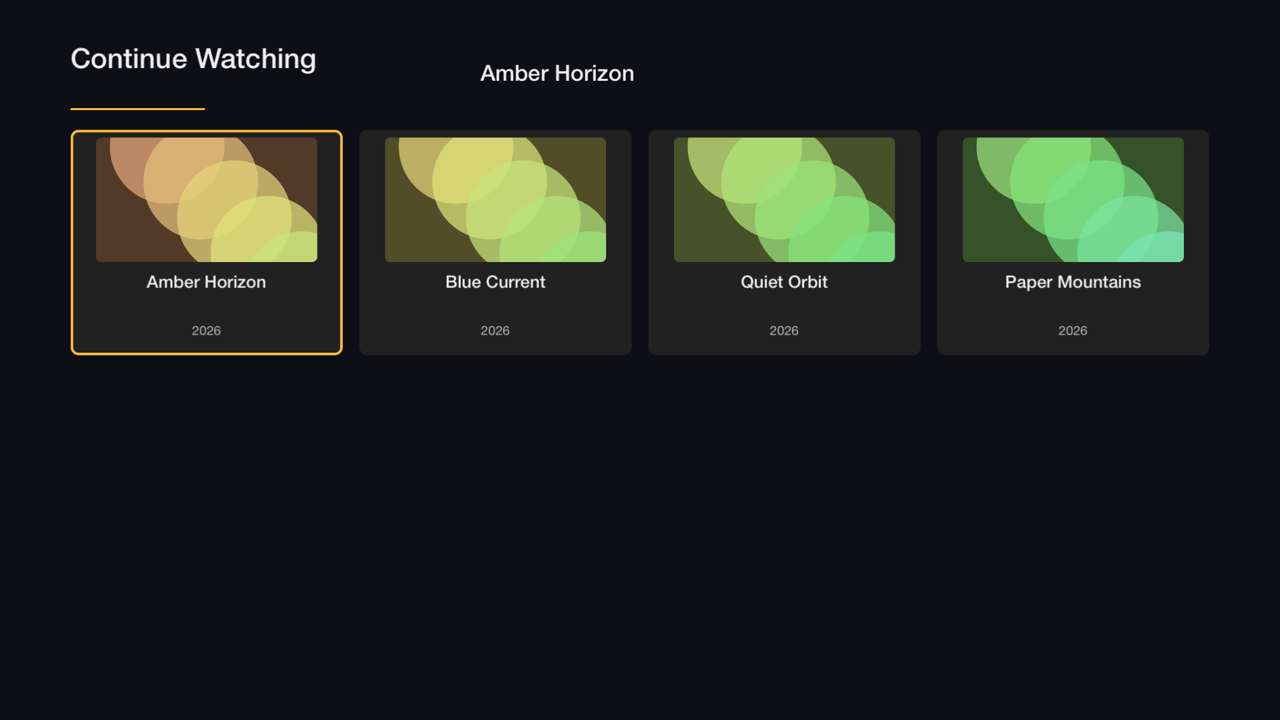 Continue Watching
Amber Horizon
Amber Horizon
2026
Blue Current
2026
Quiet Orbit
2026
Paper Mountains
2026